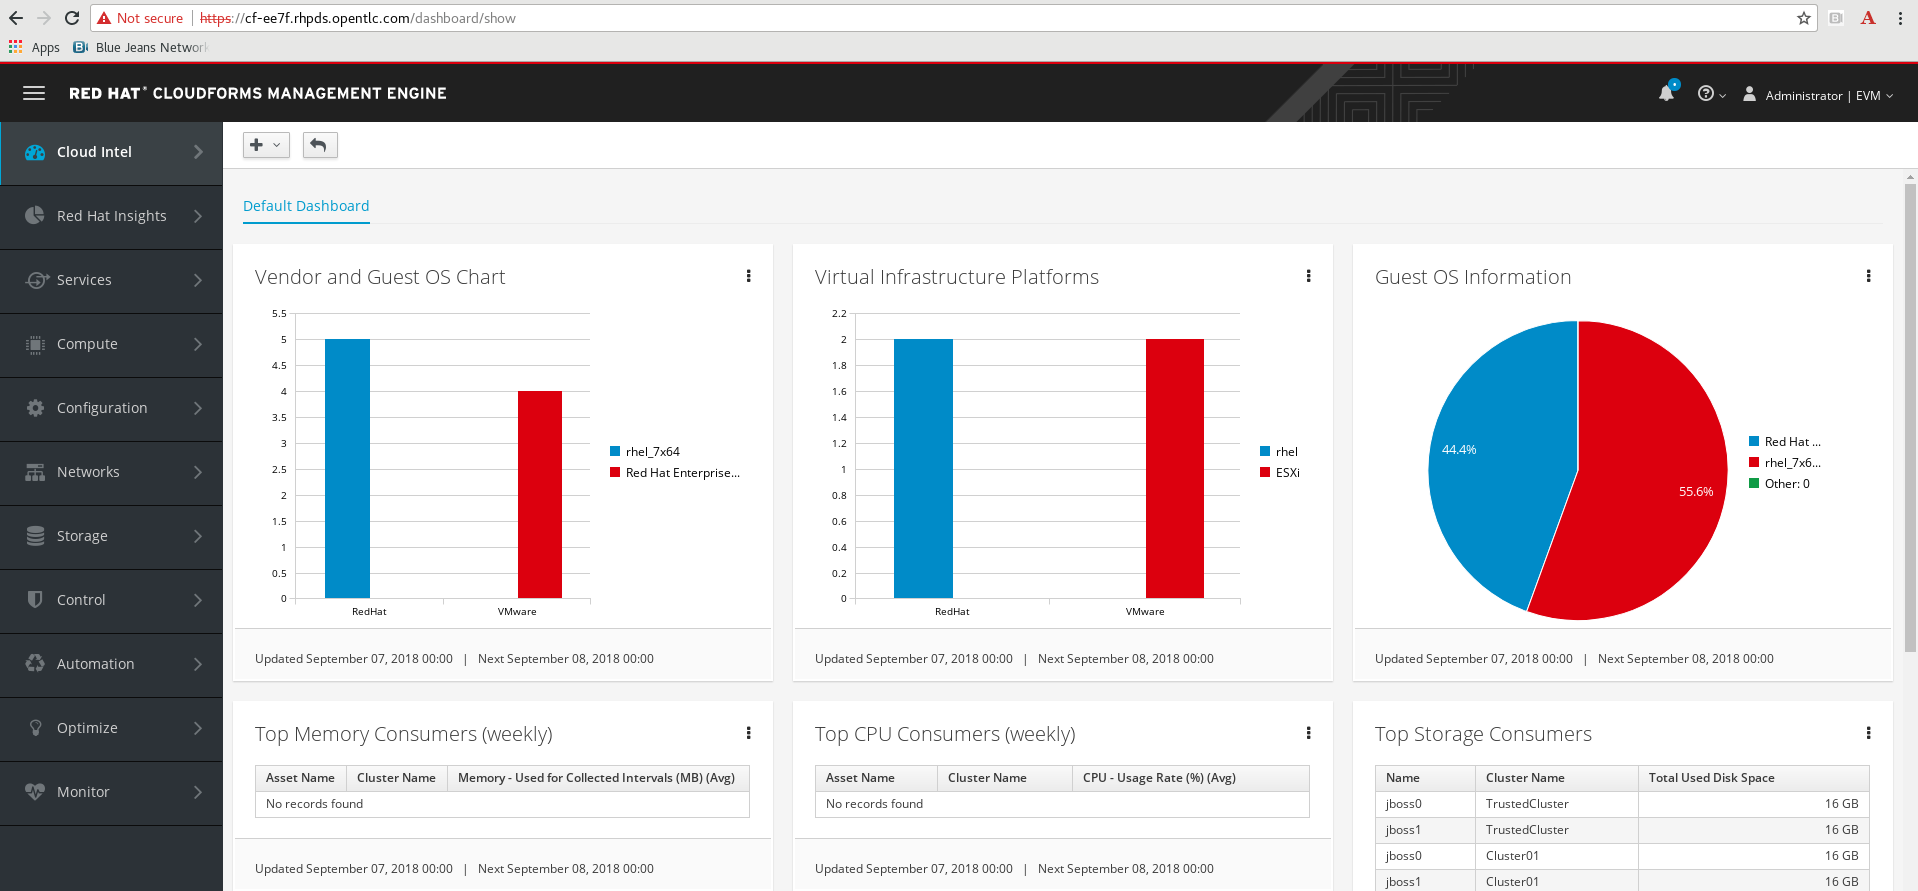 Not secure https://cf-ee7f.rhpds.opentlc.com/dashboard/show
Apps Blue Jeans Network
RED HAT® CLOUDFORMS MANAGEMENT ENGINE
Administrator | EVM
Cloud Intel
Red Hat Insights
Services
Compute
Configuration
Networks
Storage
Control
Automation
Optimize
Monitor
Default Dashboard
Vendor and Guest OS Chart
5.5
5
4.5
4
3.5
3
2.5
2
1.5
1
0.5
0
RedHat VMware
rhel_7x64
Red Hat Enterprise...
Updated September 07, 2018 00:00 | Next September 08, 2018 00:00
Virtual Infrastructure Platforms
2.2
2
1.8
1.6
1.4
1.2
1
0.8
0.6
0.4
0.2
0
RedHat VMware
rhel
ESXi
Updated September 07, 2018 00:00 | Next September 08, 2018 00:00
Guest OS Information
44.4%
55.6%
Red Hat ...
rhel_7x6...
Other: 0
Updated September 07, 2018 00:00 | Next September 08, 2018 00:00
Top Memory Consumers (weekly)
Asset Name Cluster Name Memory - Used for Collected Intervals (MB) (Avg)
No records found
Updated September 07, 2018 00:00 | Next September 08, 2018 00:00
Top CPU Consumers (weekly)
Asset Name Cluster Name CPU - Usage Rate (%) (Avg)
No records found
Updated September 07, 2018 00:00 | Next September 08, 2018 00:00
Top Storage Consumers
Name Cluster Name Total Used Disk Space
jboss0 TrustedCluster 16 GB
jboss1 TrustedCluster 16 GB
jboss0 Cluster01 16 GB
jboss1 Cluster01 16 GB